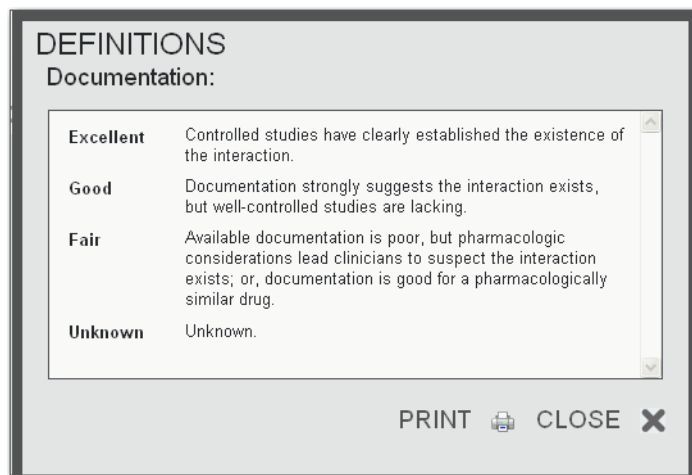 DEFINITIONS
Documentation:
Excellent Controlled studies have clearly established the existence of
the interaction.
Good Documentation strongly suggests the interaction exists,
but well-controlled studies are lacking.
Fair Available documentation is poor, but pharmacologic
considerations lead clinicians to suspect the interaction
exists; or, documentation is good for a pharmacologically
similar drug.
Unknown Unknown.
PRINT CLOSE